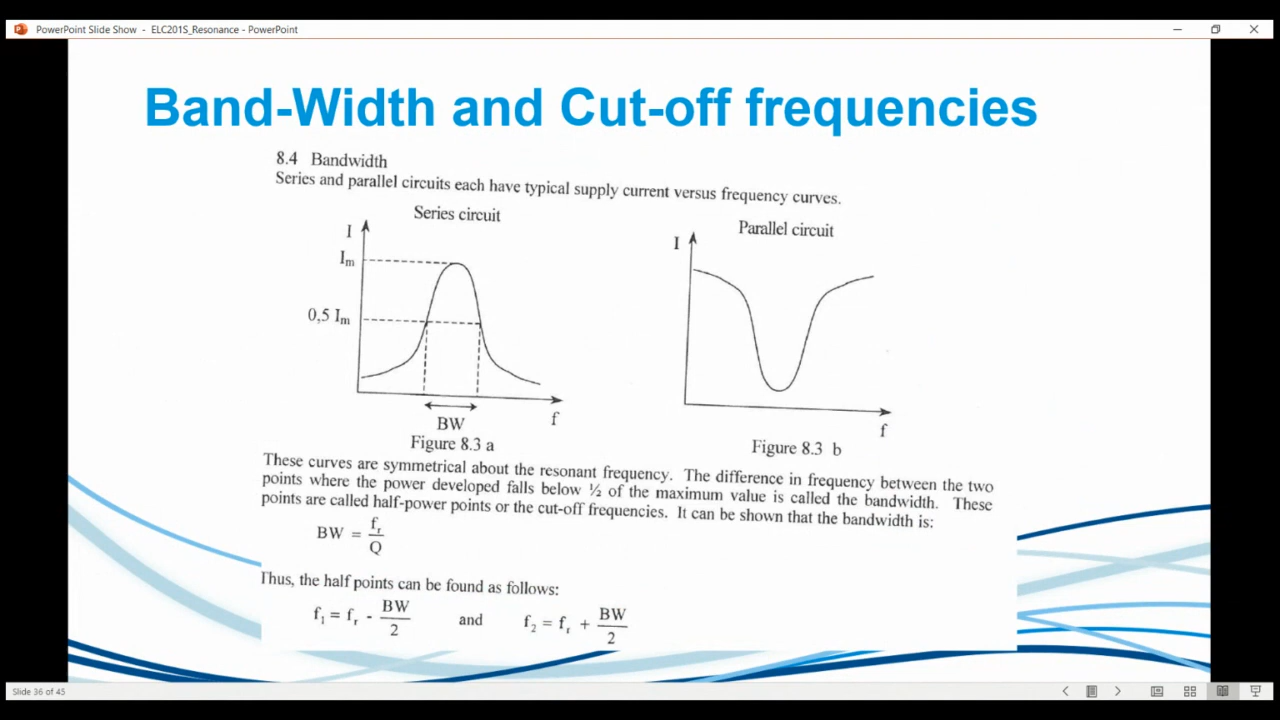 PowerPoint Slide Show - ELC201S_Resonance - PowerPoint
Band-Width and Cut-off frequencies
8.4 Bandwidth
Series and parallel circuits each have typical supply current versus frequency curves.
Series circuit
I
Im
0,5 Im
BW
f
Figure 8.3 a
Parallel circuit
I
f
Figure 8.3 b
These curves are symmetrical about the resonant frequency. The difference in frequency between the two
points where the power developed falls below ½ of the maximum value is called the bandwidth. These
points are called half-power points or the cut-off frequencies. It can be shown that the bandwidth is:
BW = fr / Q
Thus, the half points can be found as follows:
f1 = fr - BW / 2 and f2 = fr + BW / 2
Slide 36 of 45